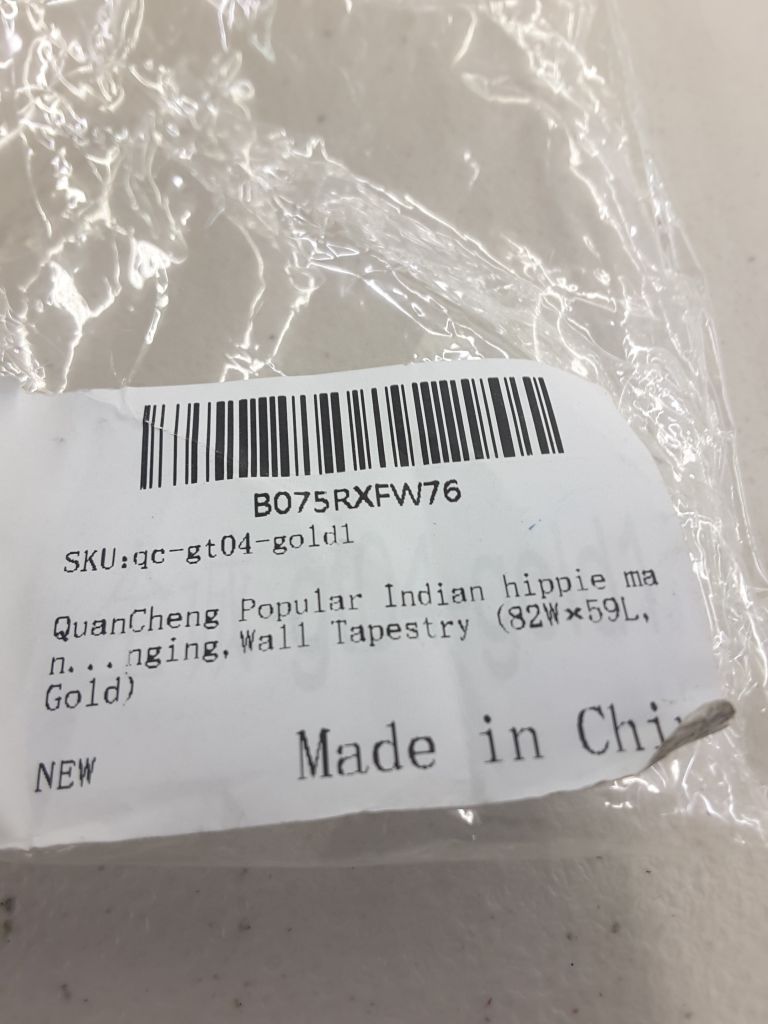 B075RXFW76
SKU:qc-gt04-gold1
QuanCheng Popular Indian hippie ma
n...nging,Wall Tapestry (82W×59L,
Gold)
NEW
Made in Chi